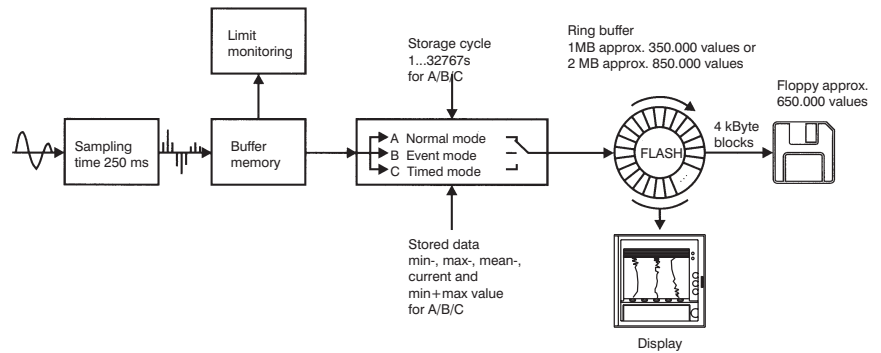 Limit
monitoring
Storage cycle
1...32767s
for A/B/C
Ring buffer
1MB approx. 350.000 values or
2 MB approx. 850.000 values
Floppy approx.
650.000 values
Sampling
time 250 ms
Buffer
memory
A Normal mode
B Event mode
C Timed mode
FLASH
4 kByte
blocks
Stored data
min-, max-, mean-,
current and
min+max value
for A/B/C
Display